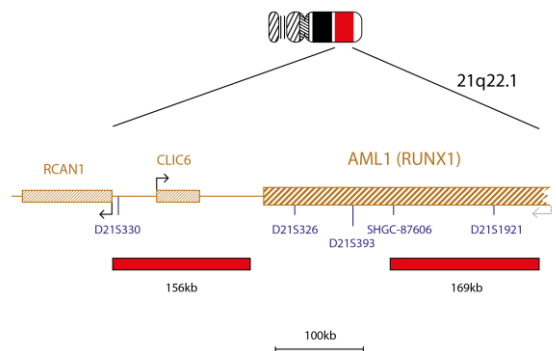 21q22.1
RCAN1
CLIC6
AML1 (RUNX1)
D21S330
D21S326
D21S393
SHGC-87606
D21S1921
156kb
169kb
100kb